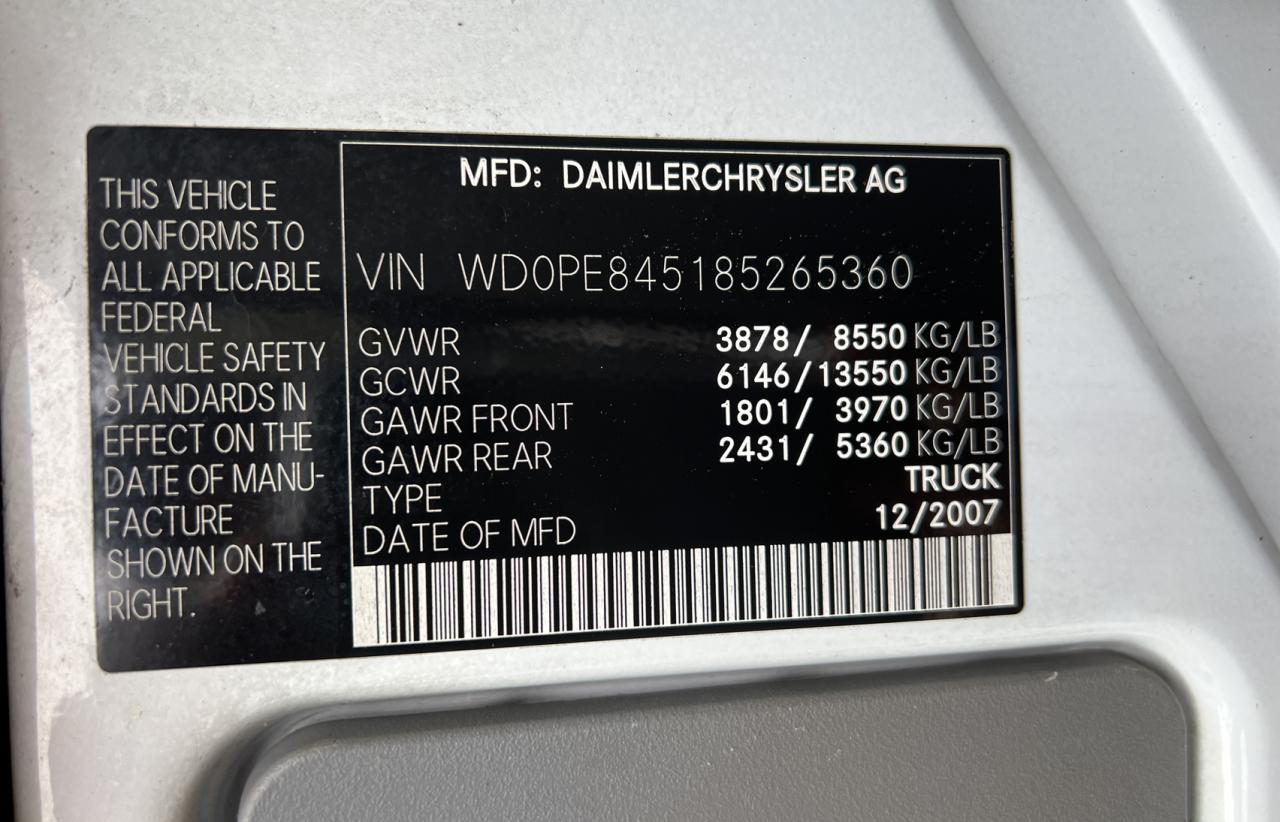 THIS VEHICLE
CONFORMS TO
ALL APPLICABLE
FEDERAL
VEHICLE SAFETY
STANDARDS IN
EFFECT ON THE
DATE OF MANU-
FACTURE
SHOWN ON THE
RIGHT.
MFD: DAIMLERCHRYSLER AG
VIN WD0PE845185265360
GVWR 3878/ 8550 KG/LB
GCWR 6146/13550 KG/LB
GAWR FRONT 1801/ 3970 KG/LB
GAWR REAR 2431/ 5360 KG/LB
TYPE TRUCK
DATE OF MFD 12/2007